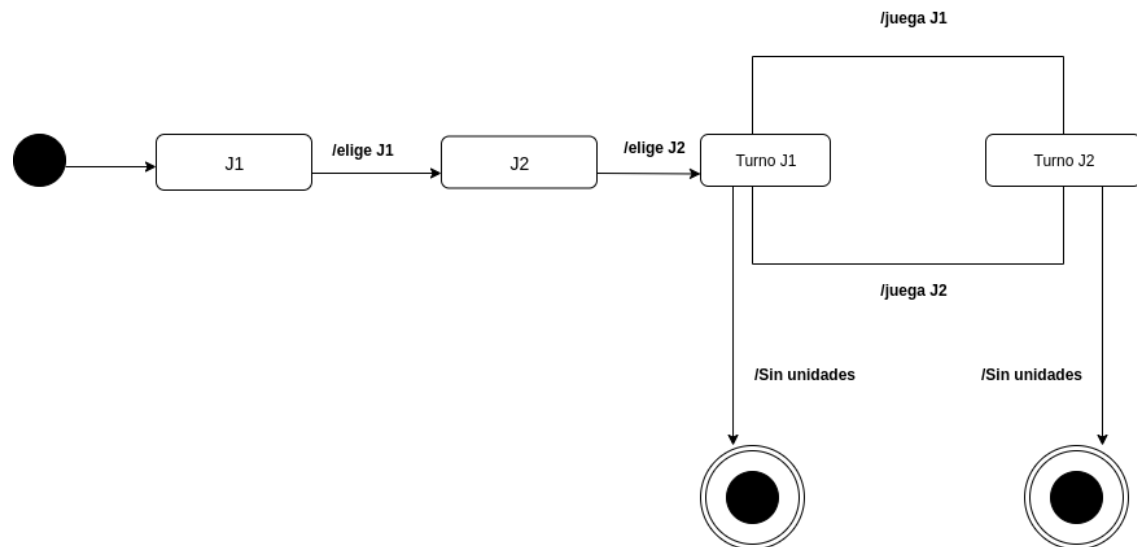 /juega J1
J1
/elige J1
J2
/elige J2
Turno J1
Turno J2
/juega J2
/Sin unidades
/Sin unidades